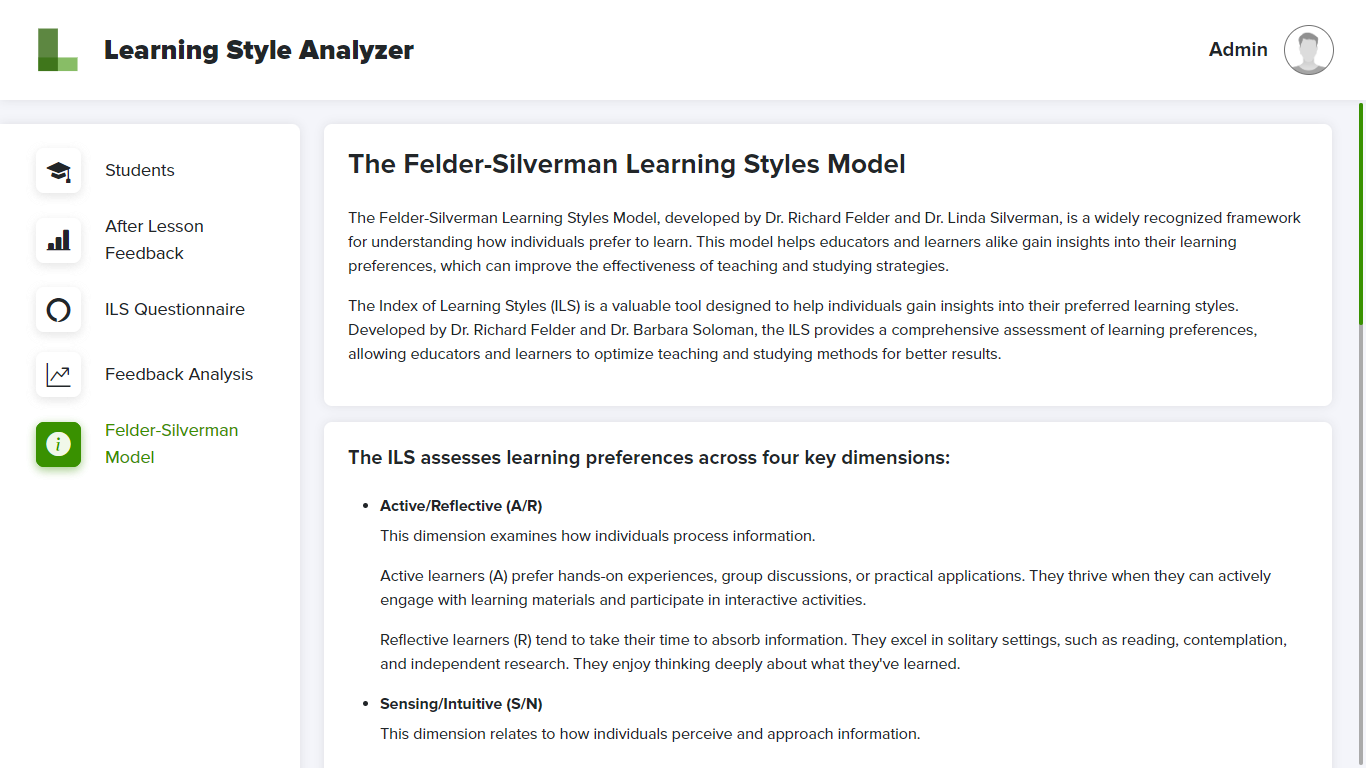 Learning Style Analyzer
Admin
Students
After Lesson
Feedback
ILS Questionnaire
Feedback Analysis
Felder-Silverman
Model
The Felder-Silverman Learning Styles Model
The Felder-Silverman Learning Styles Model, developed by Dr. Richard Felder and Dr. Linda Silverman, is a widely recognized framework
for understanding how individuals prefer to learn. This model helps educators and learners alike gain insights into their learning
preferences, which can improve the effectiveness of teaching and studying strategies.
The Index of Learning Styles (ILS) is a valuable tool designed to help individuals gain insights into their preferred learning styles.
Developed by Dr. Richard Felder and Dr. Barbara Soloman, the ILS provides a comprehensive assessment of learning preferences,
allowing educators and learners to optimize teaching and studying methods for better results.
The ILS assesses learning preferences across four key dimensions:
• Active/Reflective (A/R)
This dimension examines how individuals process information.
Active learners (A) prefer hands-on experiences, group discussions, or practical applications. They thrive when they can actively
engage with learning materials and participate in interactive activities.
Reflective learners (R) tend to take their time to absorb information. They excel in solitary settings, such as reading, contemplation,
and independent research. They enjoy thinking deeply about what they've learned.
• Sensing/Intuitive (S/N)
This dimension relates to how individuals perceive and approach information.